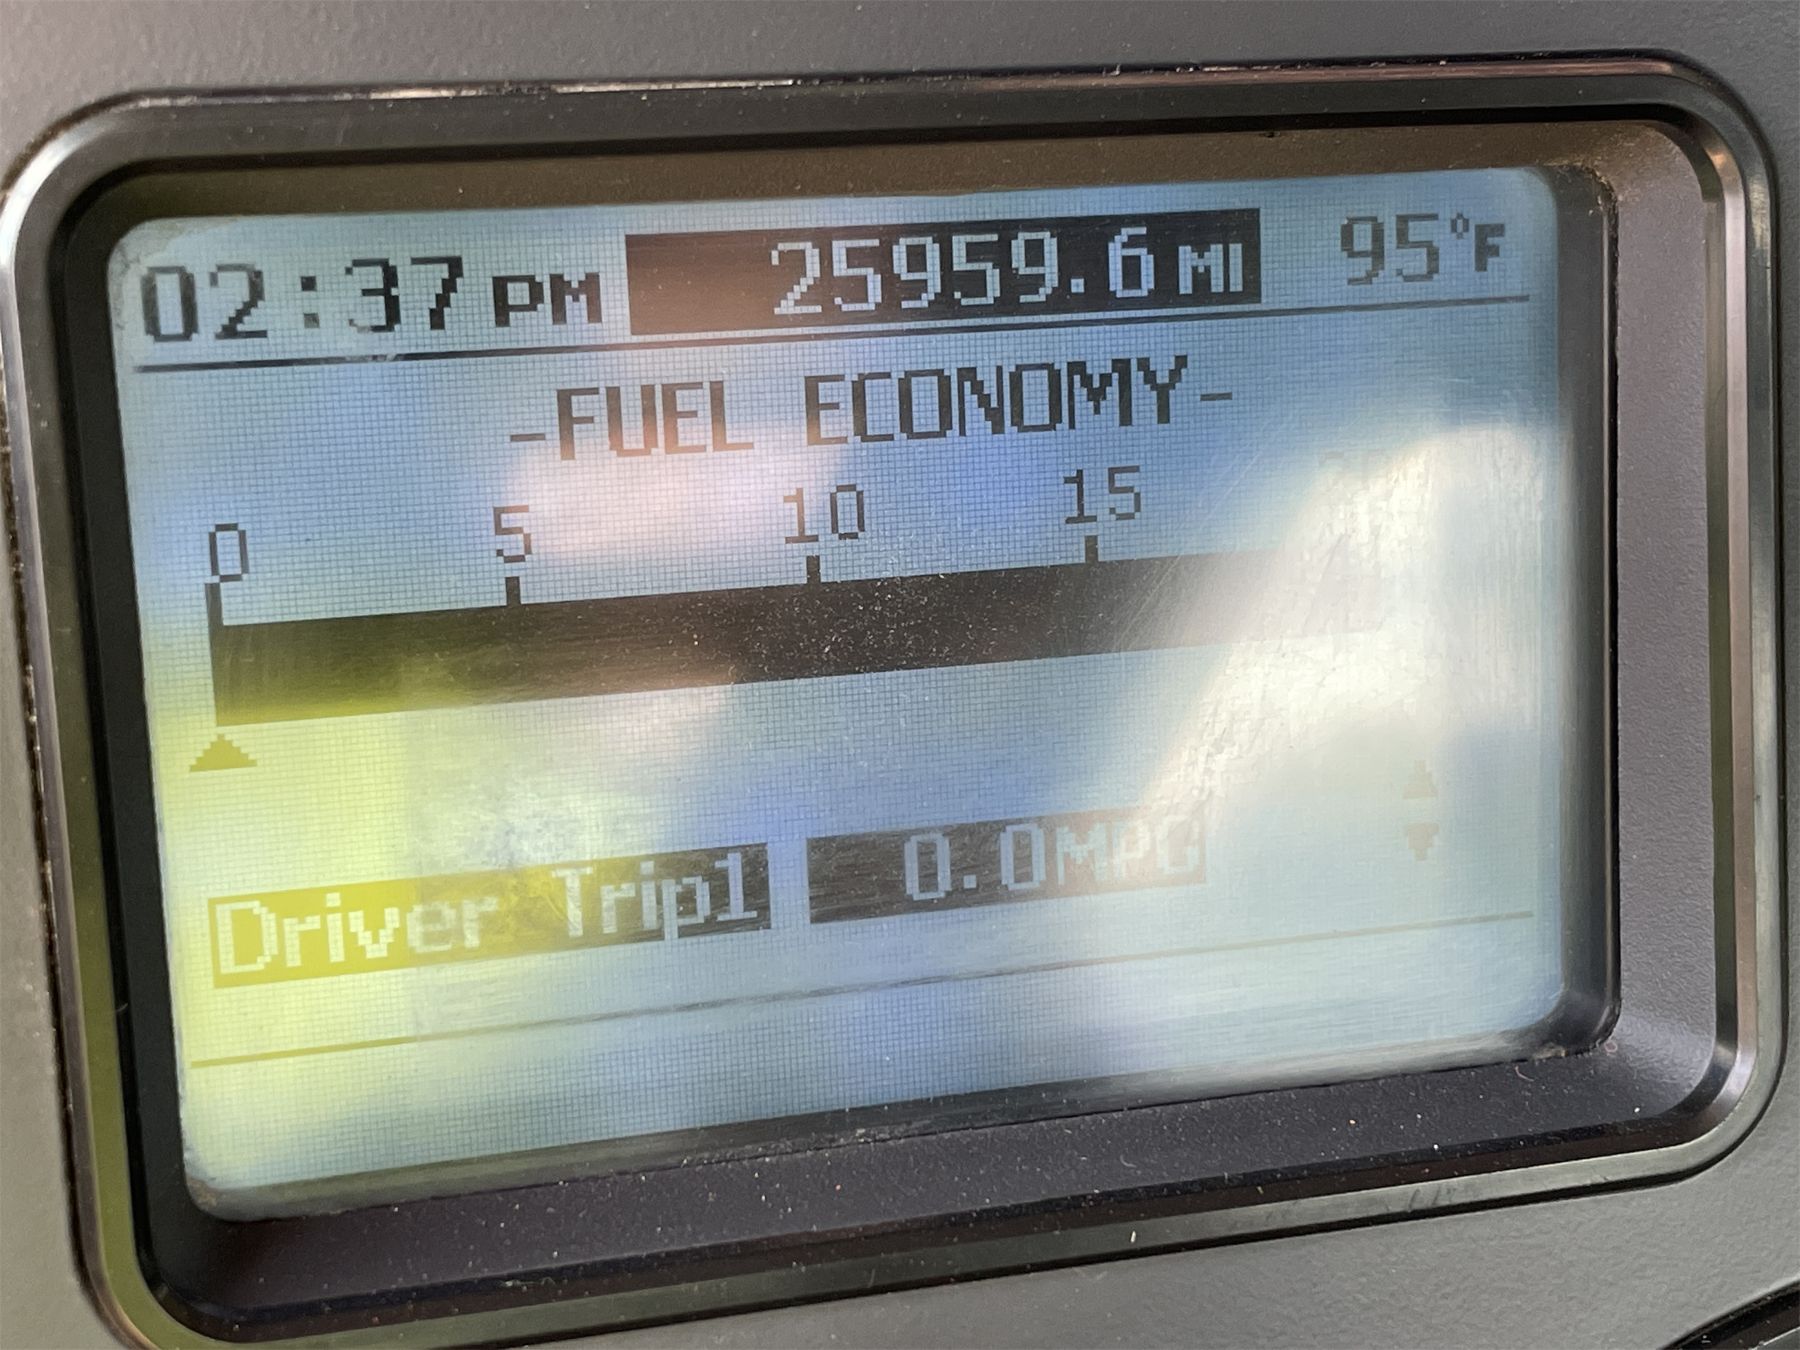 02:37 PM 25959.6 MI 95°F
-FUEL ECONOMY-
0 5 10 15
Driver Trip1 0.0MPG